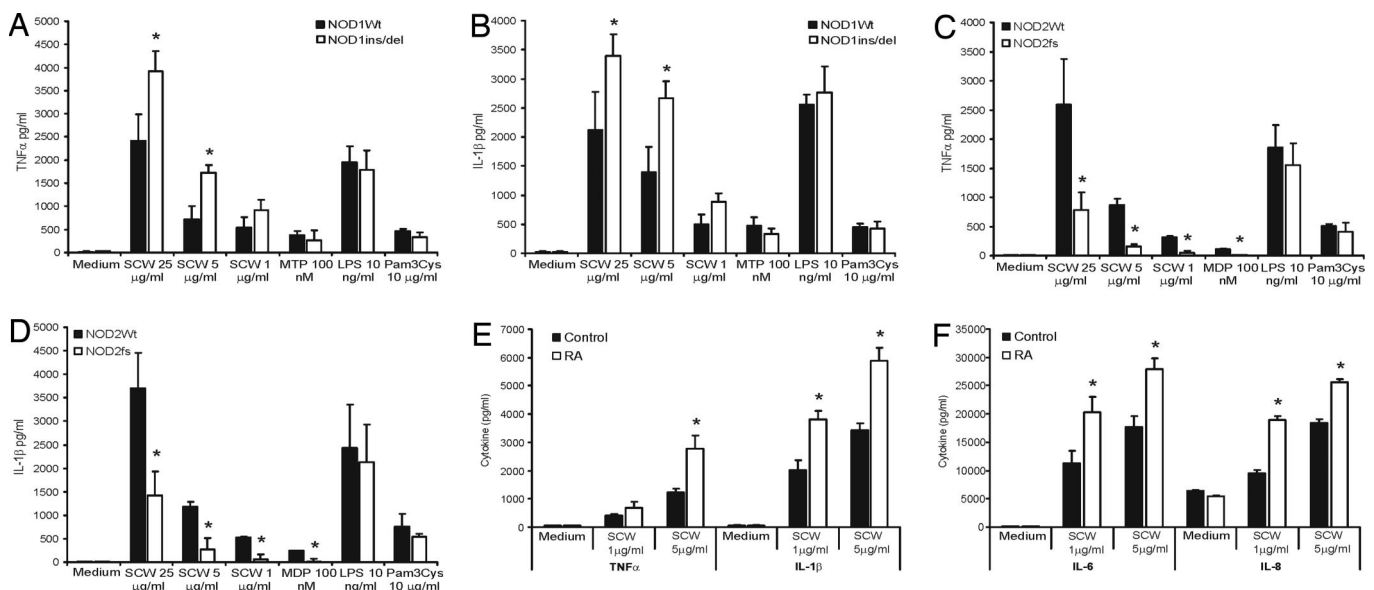 A
TNFα pg/ml
5000
4500
4000
3500
3000
2500
2000
1500
1000
500
0
NOD1Wt
NOD1ins/del
*
*
Medium SCW 25 SCW 5 SCW 1 MTP 100 LPS 10 Pam3Cys
μg/ml μg/ml μg/ml nM ng/ml 10 μg/ml
B
IL-1β pg/ml
4500
4000
3500
3000
2500
2000
1500
1000
500
0
NOD1Wt
NOD1ins/del
*
*
Medium SCW 25 SCW 5 SCW 1 MTP 100 LPS 10 Pam3Cys
μg/ml μg/ml μg/ml nM ng/ml 10 μg/ml
C
TNFα pg/ml
4000
3500
3000
2500
2000
1500
1000
500
0
NOD2Wt
NOD2fs
*
*
*
*
Medium SCW 25 SCW 5 SCW 1 MDP 100 LPS 10 Pam3Cys
μg/ml μg/ml μg/ml nM ng/ml 10 μg/ml
D
IL-1β pg/ml
5000
4500
4000
3500
3000
2500
2000
1500
1000
500
0
NOD2Wt
NOD2fs
*
*
*
*
Medium SCW 25 SCW 5 SCW 1 MDP 100 LPS 10 Pam3Cys
μg/ml μg/ml μg/ml nM ng/ml 10 μg/ml
E
Cytokine (pg/ml)
7000
6000
5000
4000
3000
2000
1000
0
Control
RA
*
*
*
Medium SCW SCW Medium SCW SCW
1μg/ml 5μg/ml 1μg/ml 5μg/ml
TNFα IL-1β
F
Cytokine (pg/ml)
35000
30000
25000
20000
15000
10000
5000
0
Control
RA
*
*
*
*
Medium SCW SCW Medium SCW SCW
1μg/ml 5μg/ml 1μg/ml 5μg/ml
IL-6 IL-8